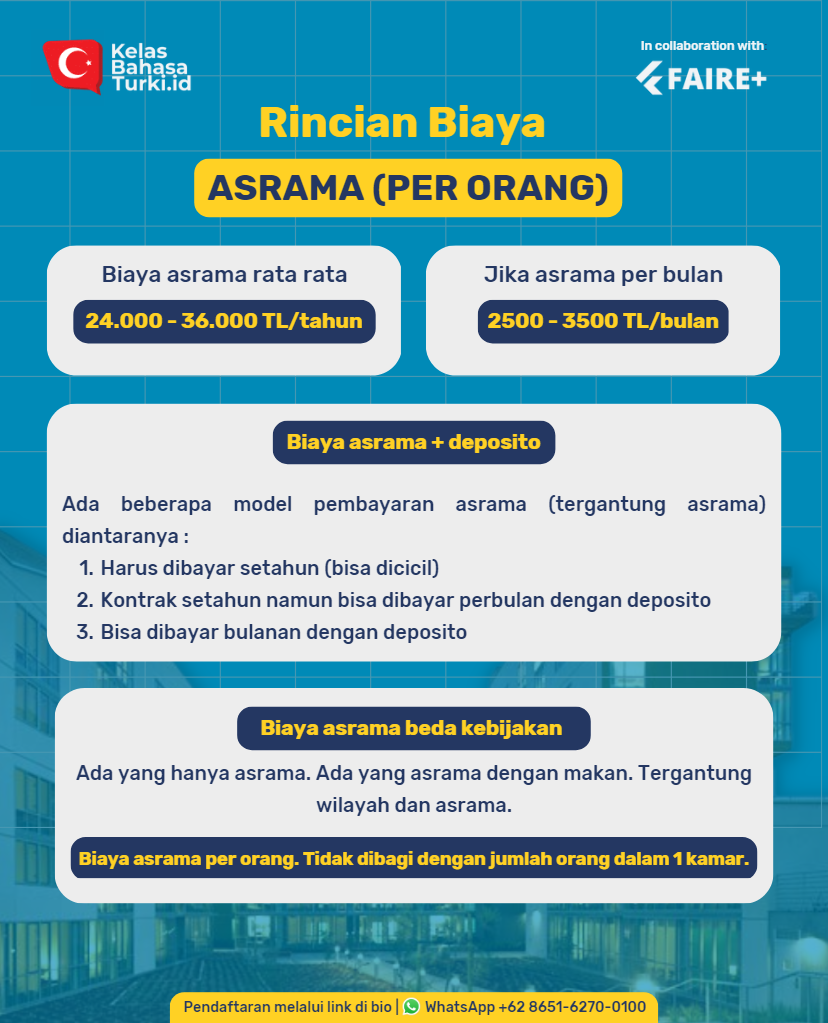 Kelas
Bahasa
Turki.id
In collaboration with
FAIRE+
Rincian Biaya
ASRAMA (PER ORANG)
Biaya asrama rata rata
24.000 - 36.000 TL/tahun
Jika asrama per bulan
2500 - 3500 TL/bulan
Biaya asrama + deposito
Ada beberapa model pembayaran asrama (tergantung asrama)
diantaranya :
1. Harus dibayar setahun (bisa dicicil)
2. Kontrak setahun namun bisa dibayar perbulan dengan deposito
3. Bisa dibayar bulanan dengan deposito
Biaya asrama beda kebijakan
Ada yang hanya asrama. Ada yang asrama dengan makan. Tergantung
wilayah dan asrama.
Biaya asrama per orang. Tidak dibagi dengan jumlah orang dalam 1 kamar.
Pendaftaran melalui link di bio | WhatsApp +62 8651-6270-0100